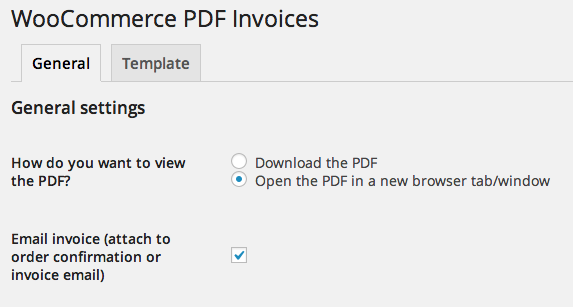 WooCommerce PDF Invoices
General Template
General settings
How do you want to view
the PDF?
Download the PDF
Open the PDF in a new browser tab/window
Email invoice (attach to
order confirmation or
invoice email)